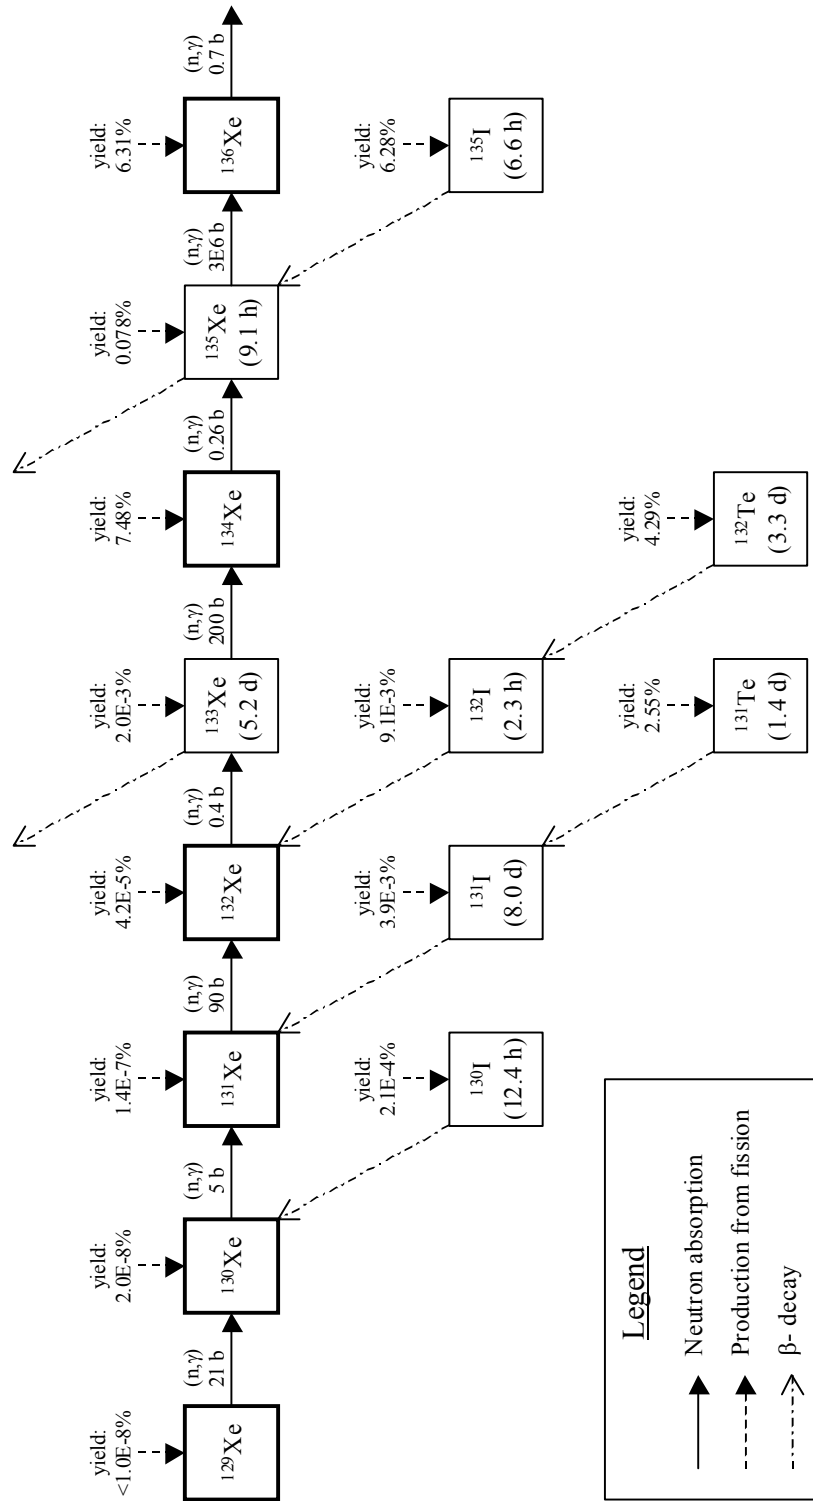 yield:
<1.0E-8%
¹²⁹Xe
(n,γ)
21 b
yield:
2.0E-8%
¹³⁰Xe
(n,γ)
5 b
yield:
1.4E-7%
¹³¹Xe
(n,γ)
90 b
yield:
4.2E-5%
¹³²Xe
(n,γ)
0.4 b
yield:
2.0E-3%
¹³³Xe
(5.2 d)
(n,γ)
200 b
yield:
7.48%
¹³⁴Xe
(n,γ)
0.26 b
yield:
0.078%
¹³⁵Xe
(9.1 h)
(n,γ)
3E6 b
yield:
6.31%
¹³⁶Xe
(n,γ)
0.7 b
yield:
2.1E-4%
¹³⁰I
(12.4 h)
yield:
3.9E-3%
¹³¹I
(8.0 d)
yield:
9.1E-3%
¹³²I
(2.3 h)
yield:
6.28%
¹³⁵I
(6.6 h)
yield:
2.55%
¹³¹Te
(1.4 d)
yield:
4.29%
¹³²Te
(3.3 d)
Legend
Neutron absorption
Production from fission
β- decay